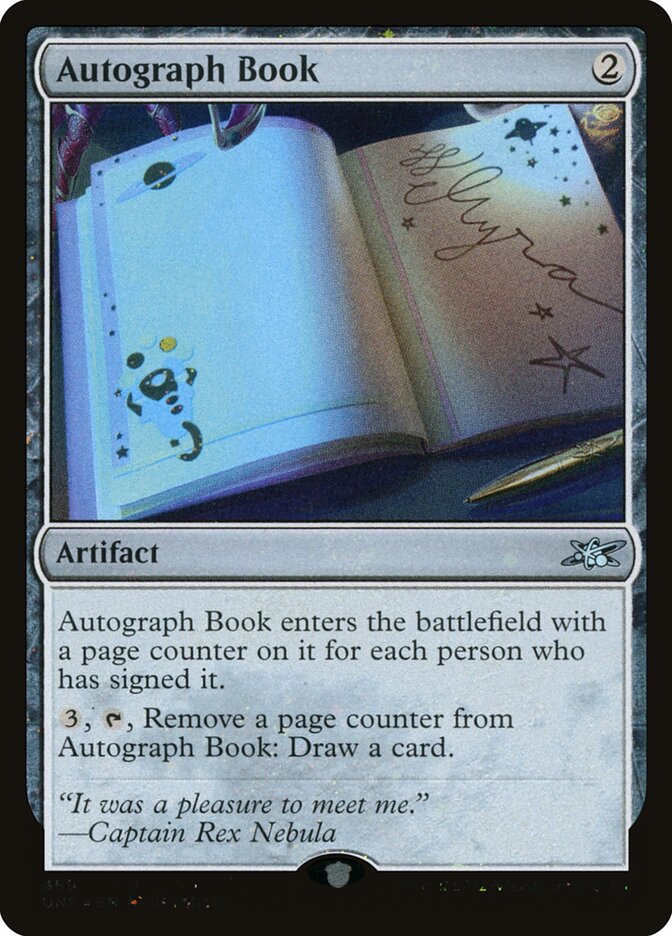 Autograph Book
2
Myra
Artifact
Autograph Book enters the battlefield with
a page counter on it for each person who
has signed it.
3, , Remove a page counter from
Autograph Book: Draw a card.
“It was a pleasure to meet me.”
—Captain Rex Nebula